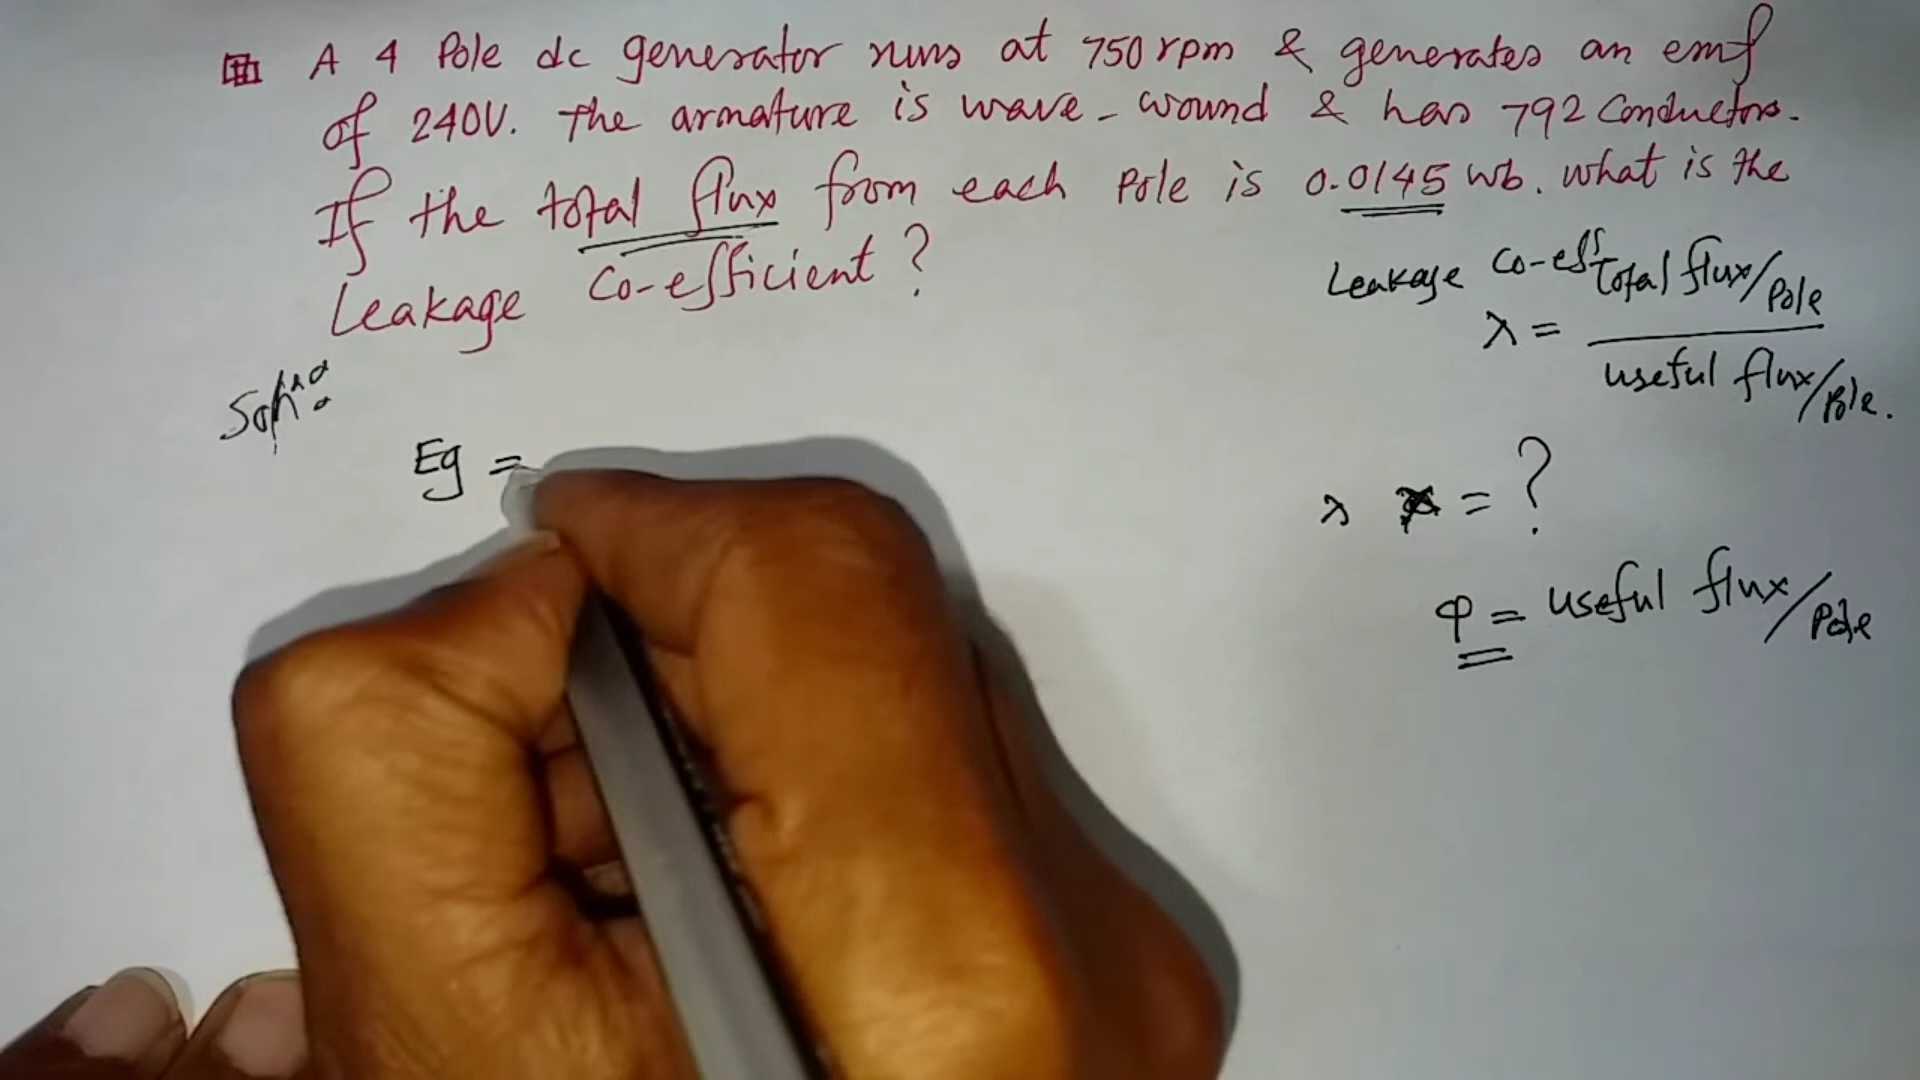 A 4 Pole dc generator runs at 750 rpm & generates an emf
of 240V. The armature is wave-wound & has 792 Conductors.
If the total flux from each pole is 0.0145 wb. what is the
Leakage Co-efficient?
Leakage co-eff
λ = total flux/Pole
useful flux/Pole.
Soln:
Eg =
λ = ?
φ = useful flux/Pole